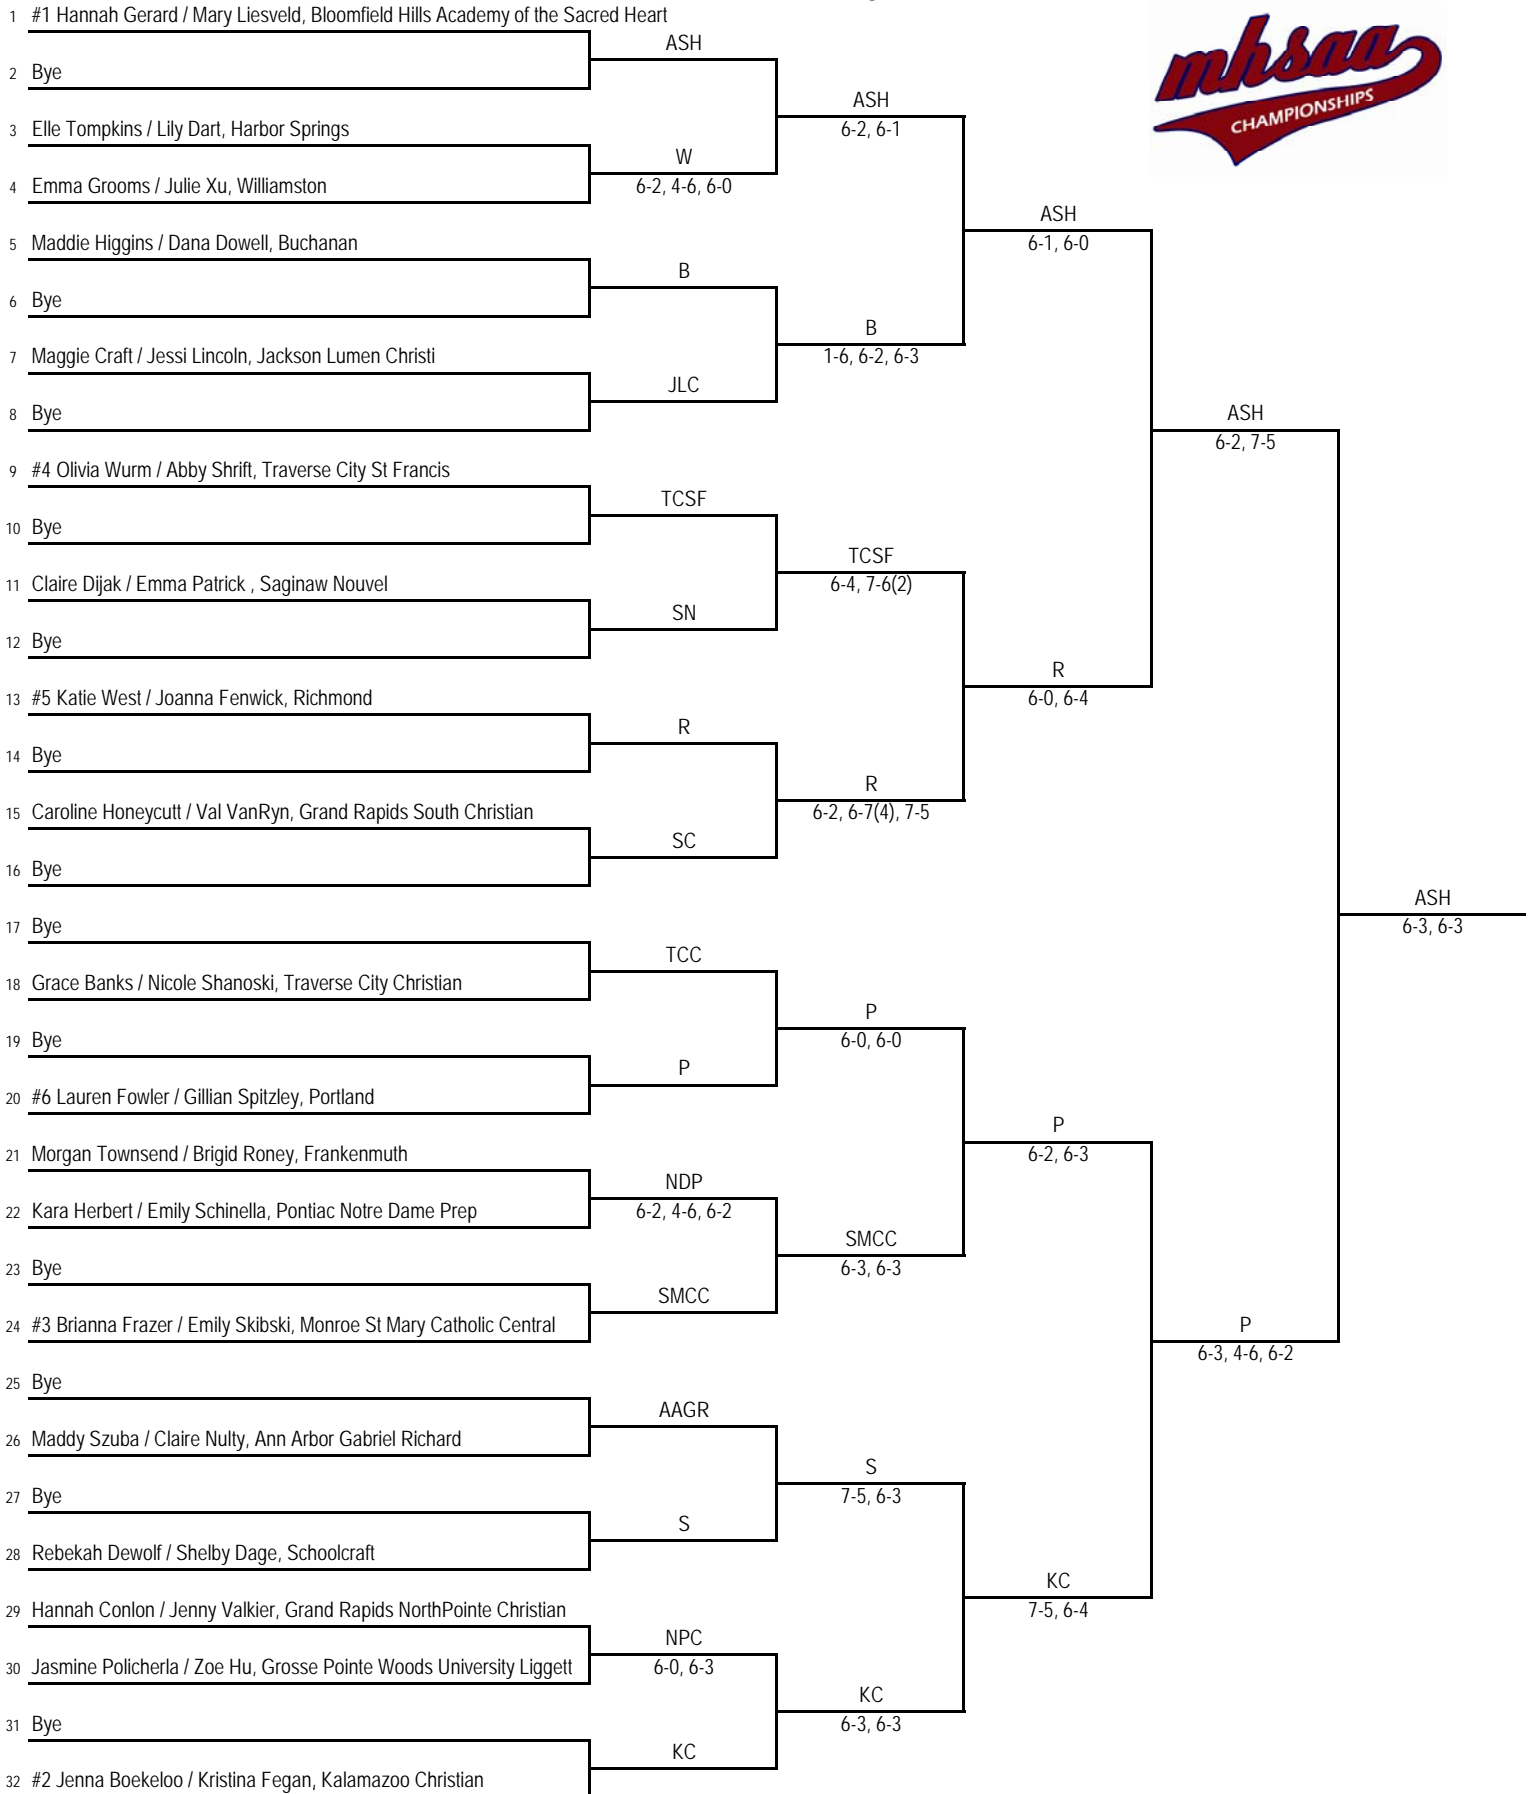 1 #1 Hannah Gerard / Mary Liesveld, Bloomfield Hills Academy of the Sacred Heart
ASH
2 Bye
ASH
6-2, 6-1
3 Elle Tompkins / Lily Dart, Harbor Springs
W
6-2, 4-6, 6-0
4 Emma Grooms / Julie Xu, Williamston
ASH
6-1, 6-0
5 Maddie Higgins / Dana Dowell, Buchanan
B
6 Bye
B
1-6, 6-2, 6-3
7 Maggie Craft / Jessi Lincoln, Jackson Lumen Christi
JLC
8 Bye
ASH
6-2, 7-5
9 #4 Olivia Wurm / Abby Shrift, Traverse City St Francis
TCSF
10 Bye
TCSF
6-4, 7-6(2)
11 Claire Dijak / Emma Patrick , Saginaw Nouvel
SN
12 Bye
R
6-0, 6-4
13 #5 Katie West / Joanna Fenwick, Richmond
R
14 Bye
R
6-2, 6-7(4), 7-5
15 Caroline Honeycutt / Val VanRyn, Grand Rapids South Christian
SC
16 Bye
ASH
6-3, 6-3
17 Bye
TCC
18 Grace Banks / Nicole Shanoski, Traverse City Christian
P
6-0, 6-0
19 Bye
P
20 #6 Lauren Fowler / Gillian Spitzley, Portland
P
6-2, 6-3
21 Morgan Townsend / Brigid Roney, Frankenmuth
NDP
6-2, 4-6, 6-2
22 Kara Herbert / Emily Schinella, Pontiac Notre Dame Prep
SMCC
6-3, 6-3
23 Bye
SMCC
24 #3 Brianna Frazer / Emily Skibski, Monroe St Mary Catholic Central
P
6-3, 4-6, 6-2
25 Bye
AAGR
26 Maddy Szuba / Claire Nulty, Ann Arbor Gabriel Richard
S
7-5, 6-3
27 Bye
S
28 Rebekah Dewolf / Shelby Dage, Schoolcraft
KC
7-5, 6-4
29 Hannah Conlon / Jenny Valkier, Grand Rapids NorthPointe Christian
NPC
6-0, 6-3
30 Jasmine Policherla / Zoe Hu, Grosse Pointe Woods University Liggett
KC
6-3, 6-3
31 Bye
KC
32 #2 Jenna Boekeloo / Kristina Fegan, Kalamazoo Christian
mhsaa
CHAMPIONSHIPS